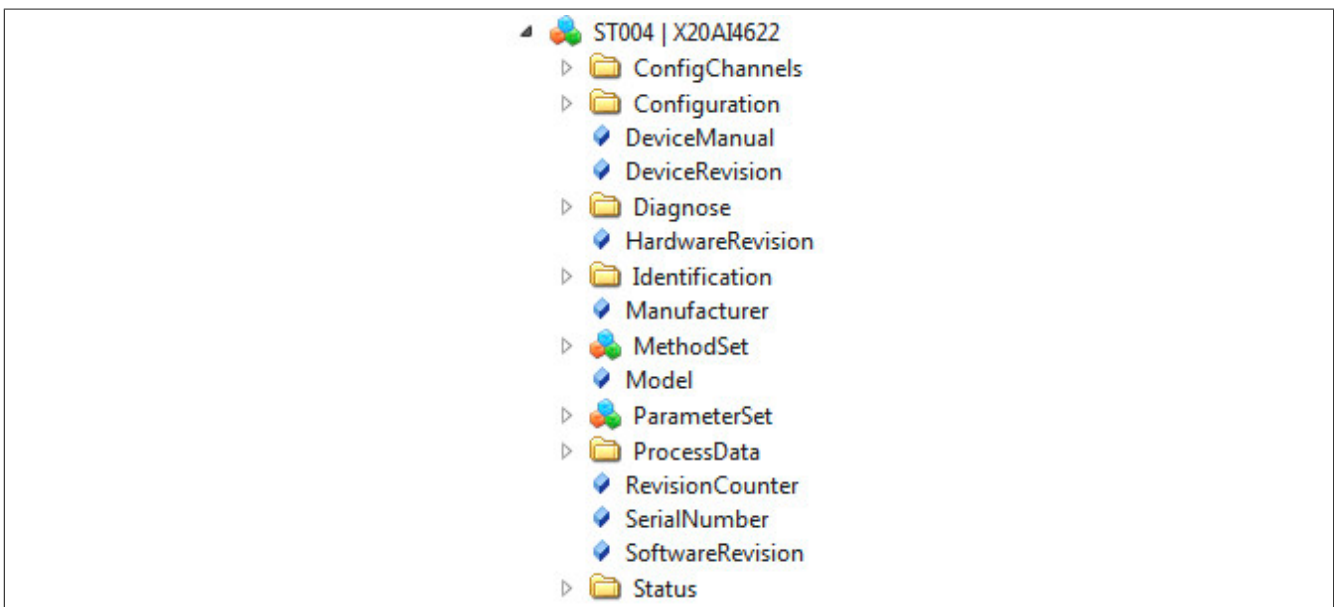 ST004 | X20AI4622
ConfigChannels
Configuration
DeviceManual
DeviceRevision
Diagnose
HardwareRevision
Identification
Manufacturer
MethodSet
Model
ParameterSet
ProcessData
RevisionCounter
SerialNumber
SoftwareRevision
Status